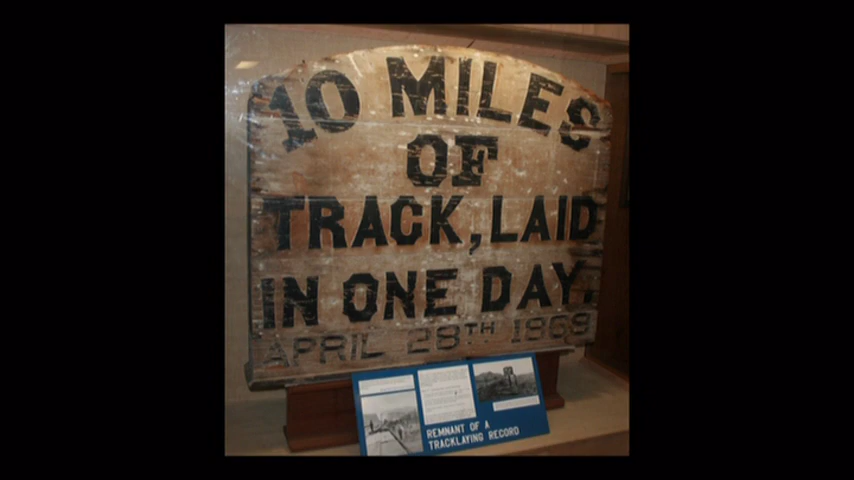 10 MILES
OF
TRACK, LAID
IN ONE DAY.
APRIL 28TH 1869
REMNANT OF A
TRACKLAYING RECORD